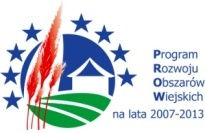 Program
Rozwoju
Obszarów
Wiejskich
na lata 2007-2013